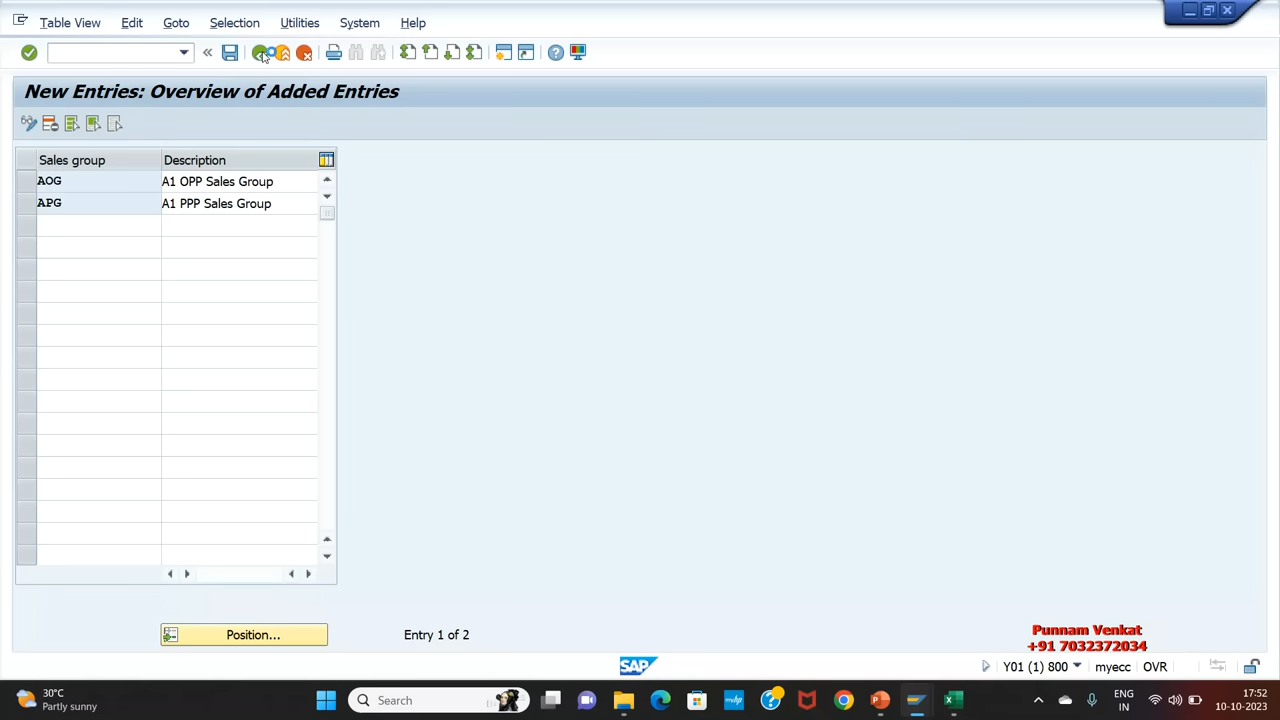 Table View Edit Goto Selection Utilities System Help
New Entries: Overview of Added Entries
Sales group Description
AOG A1 OPP Sales Group
APG A1 PPP Sales Group
Position... Entry 1 of 2
Punnam Venkat
+91 7032372034
SAP Y01 (1) 800 myecc OVR
30°C
Partly sunny
Search
ENG
IN
17:52
10-10-2023